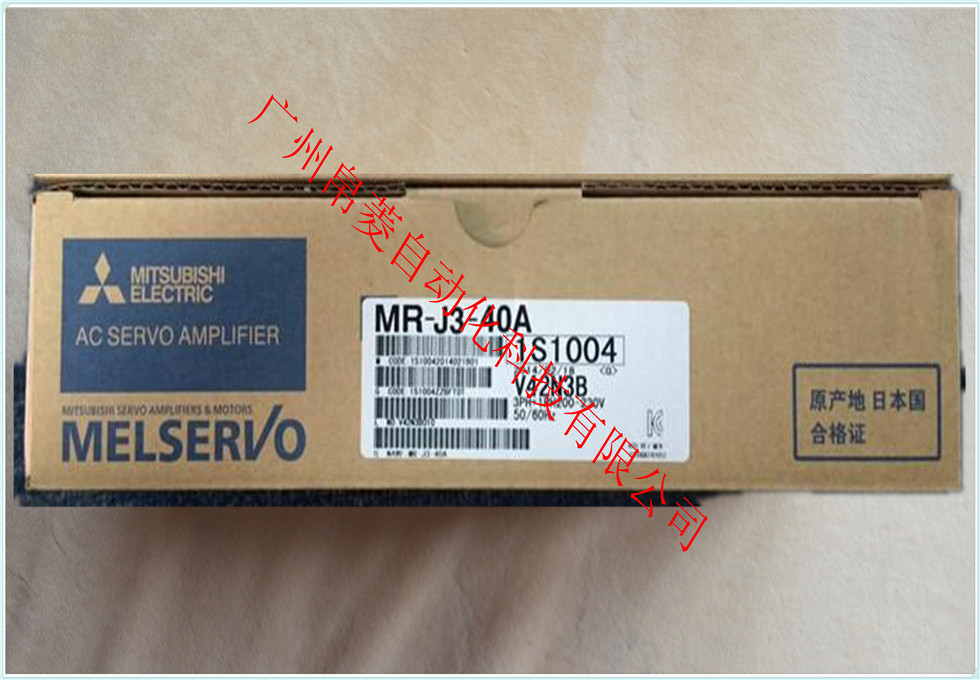 广州帛菱自动化科技有限公司
MITSUBISHI
ELECTRIC
AC SERVO AMPLIFIER
MITSUBISHI SERVO AMPLIFIERS & MOTORS
MELSERVO
MR-J3-40A
1S1004
V42N3B
50/60Hz
原产地 日本国
合格证